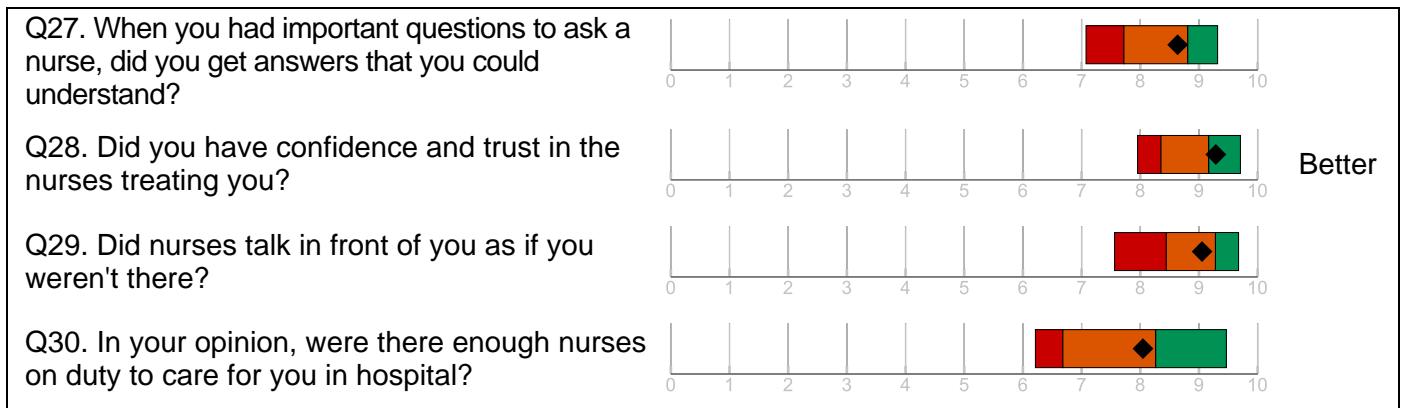 Q27. When you had important questions to ask a
nurse, did you get answers that you could
understand?
0 1 2 3 4 5 6 7 8 9 10
Q28. Did you have confidence and trust in the
nurses treating you?
0 1 2 3 4 5 6 7 8 9 10
Better
Q29. Did nurses talk in front of you as if you
weren't there?
0 1 2 3 4 5 6 7 8 9 10
Q30. In your opinion, were there enough nurses
on duty to care for you in hospital?
0 1 2 3 4 5 6 7 8 9 10